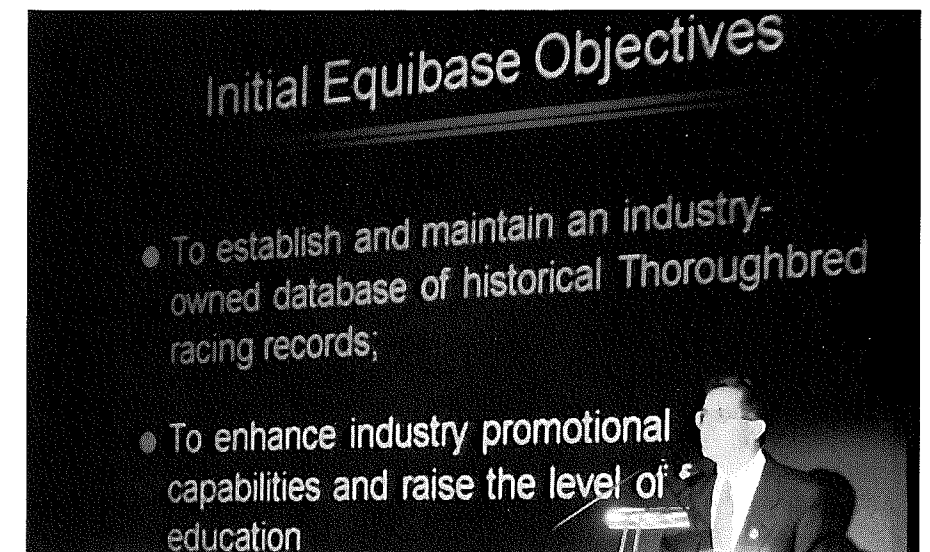 Initial Equibase Objectives
To establish and maintain an industry-
owned database of historical Thoroughbred
racing records;
To enhance industry promotional
capabilities and raise the level of
education